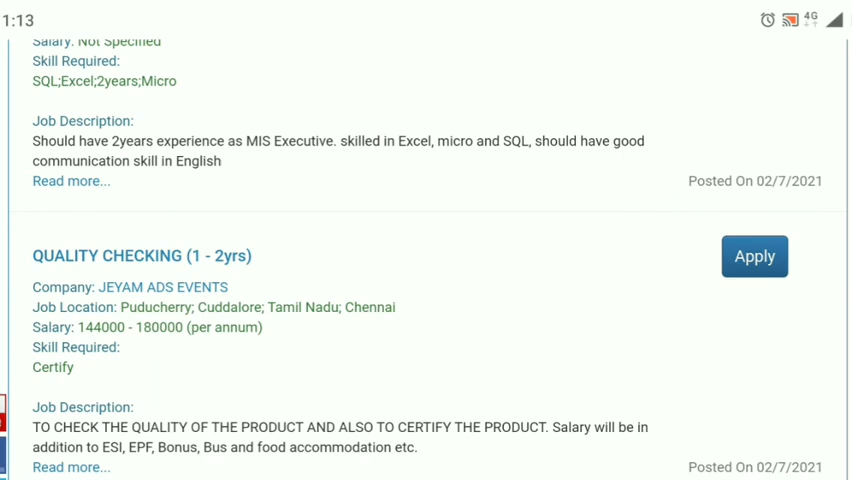 1:13
4G
Salary: Not Specified
Skill Required:
SQL;Excel;2years;Micro
Job Description:
Should have 2years experience as MIS Executive. skilled in Excel, micro and SQL, should have good
communication skill in English
Read more...
Posted On 02/7/2021
QUALITY CHECKING (1 - 2yrs)
Apply
Company: JEYAM ADS EVENTS
Job Location: Puducherry; Cuddalore; Tamil Nadu; Chennai
Salary: 144000 - 180000 (per annum)
Skill Required:
Certify
Job Description:
TO CHECK THE QUALITY OF THE PRODUCT AND ALSO TO CERTIFY THE PRODUCT. Salary will be in
addition to ESI, EPF, Bonus, Bus and food accommodation etc.
Read more...
Posted On 02/7/2021